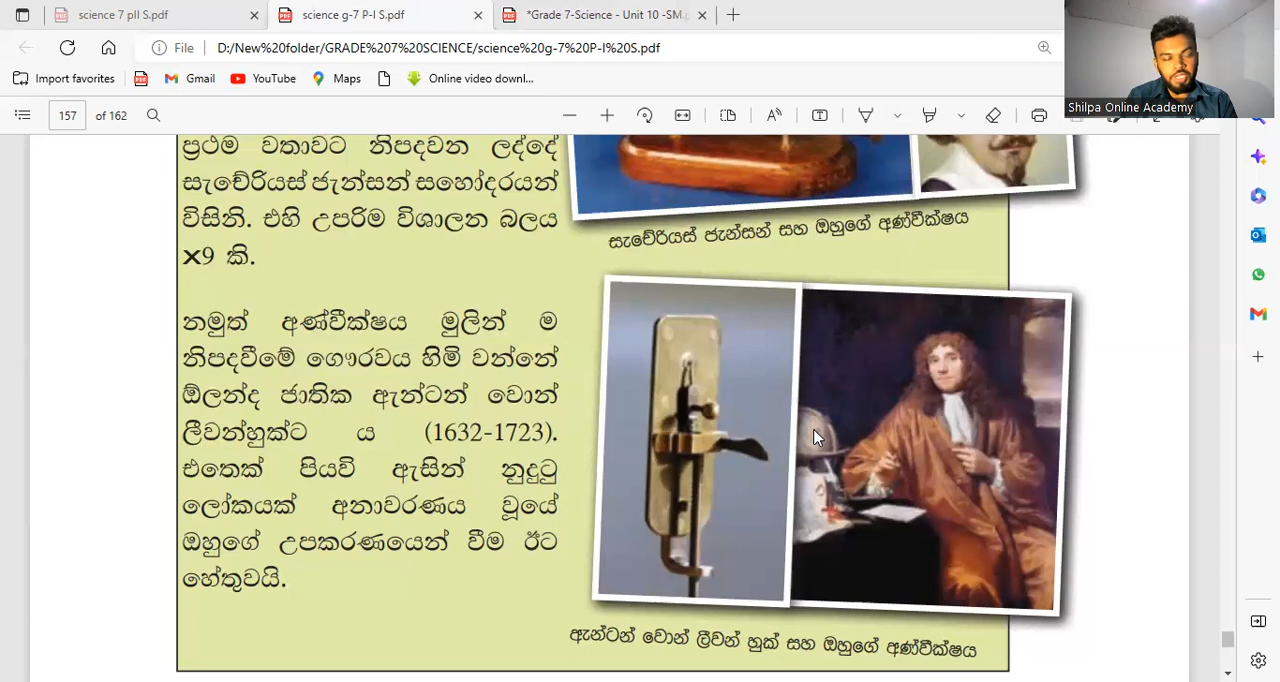 science 7 pII S.pdf
science g-7 P-I S.pdf
*Grade 7-Science - Unit 10 -SM.p
File D:/New%20folder/GRADE%207%20SCIENCE/science%20g-7%20P-I%20S.pdf
Import favorites Gmail YouTube Maps Online video downl...
Shilpa Online Academy
157 of 162
ප්‍රථම වතාවට නිපදවන ලද්දේ
සැචේරියස් ජැන්සන් සහෝදරයන්
විසිනි. එහි උපරිම විශාලන බලය
×9 කි.
සැචේරියස් ජැන්සන් සහ ඔහුගේ අණ්වීක්ෂය
නමුත් අණ්වීක්ෂය මුලින් ම
නිපදවීමේ ගෞරවය හිමි වන්නේ
ඕලන්ද ජාතික ඇන්ටන් වොන්
ලීවන්හුක්ට ය (1632-1723).
එතෙක් පියවි ඇසින් නුදුටු
ලෝකයක් අනාවරණය වූයේ
ඔහුගේ උපකරණයෙන් වීම ඊට
හේතුවයි.
ඇන්ටන් වොන් ලීවන් හුක් සහ ඔහුගේ අණ්වීක්ෂය